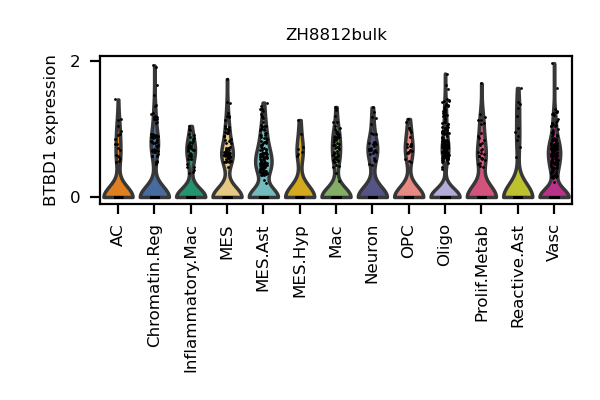 ZH8812bulk
BTBD1 expression
2
0
AC
Chromatin.Reg
Inflammatory.Mac
MES
MES.Ast
MES.Hyp
Mac
Neuron
OPC
Oligo
Prolif.Metab
Reactive.Ast
Vasc